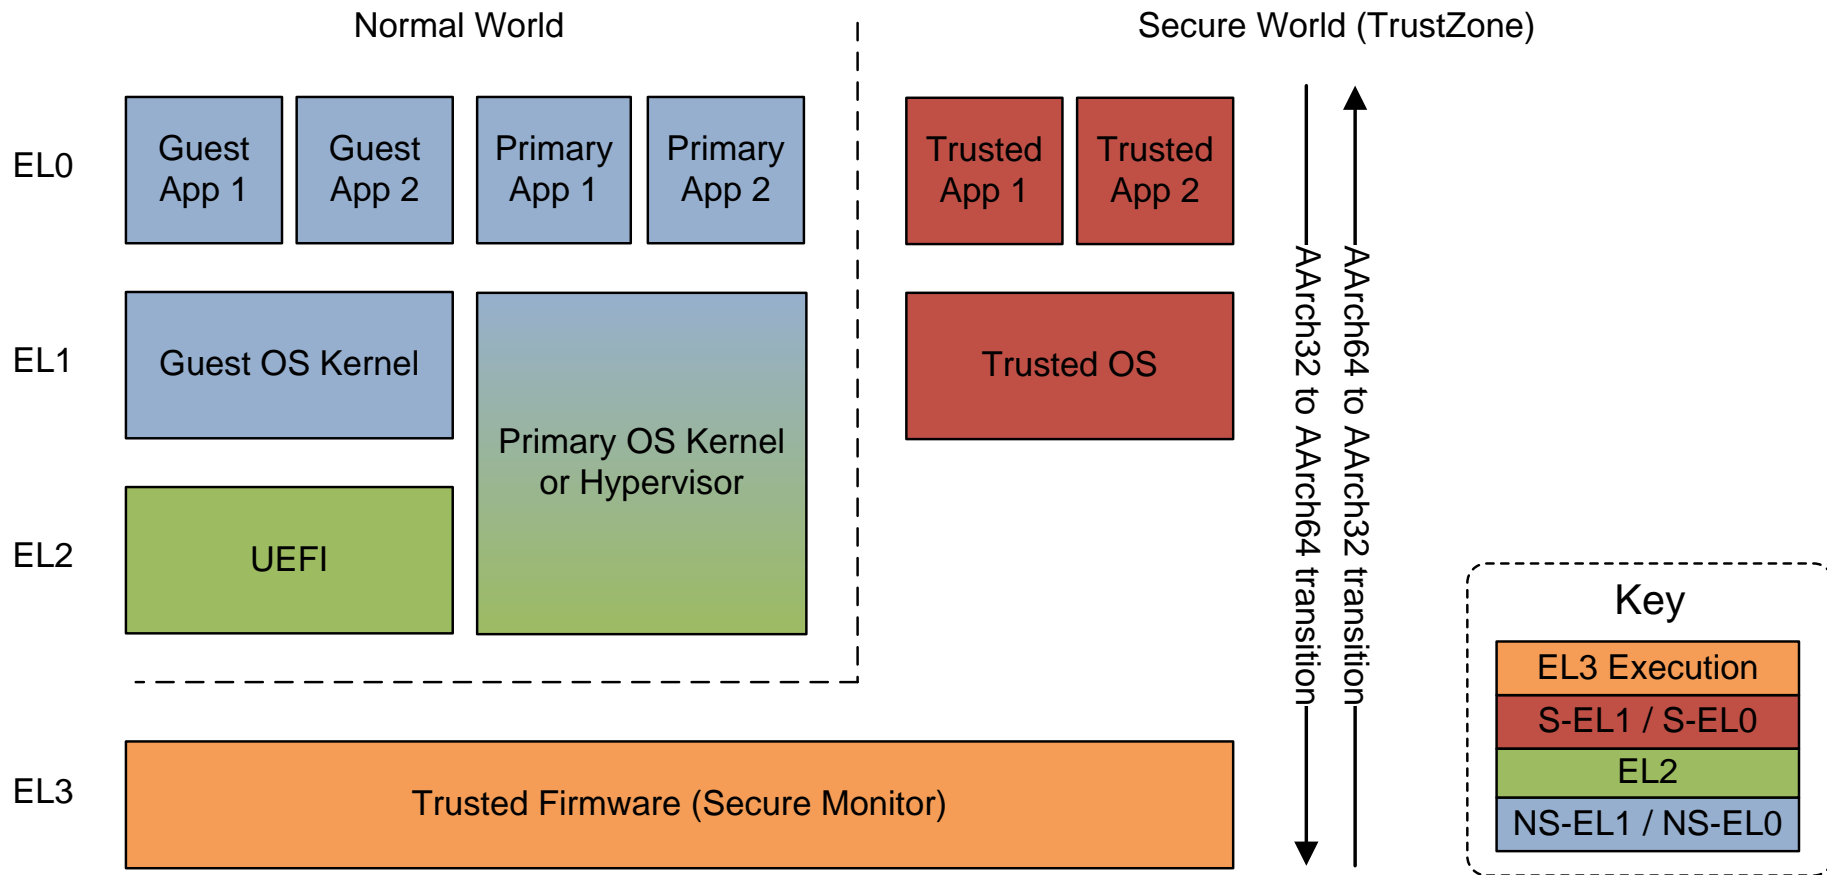 Normal World
Secure World (TrustZone)
EL0
Guest
App 1
Guest
App 2
Primary
App 1
Primary
App 2
Trusted
App 1
Trusted
App 2
EL1
Guest OS Kernel
Primary OS Kernel
or Hypervisor
Trusted OS
EL2
UEFI
EL3
Trusted Firmware (Secure Monitor)
AArch32 to AArch64 transition
AArch64 to AArch32 transition
Key
EL3 Execution
S-EL1 / S-EL0
EL2
NS-EL1 / NS-EL0